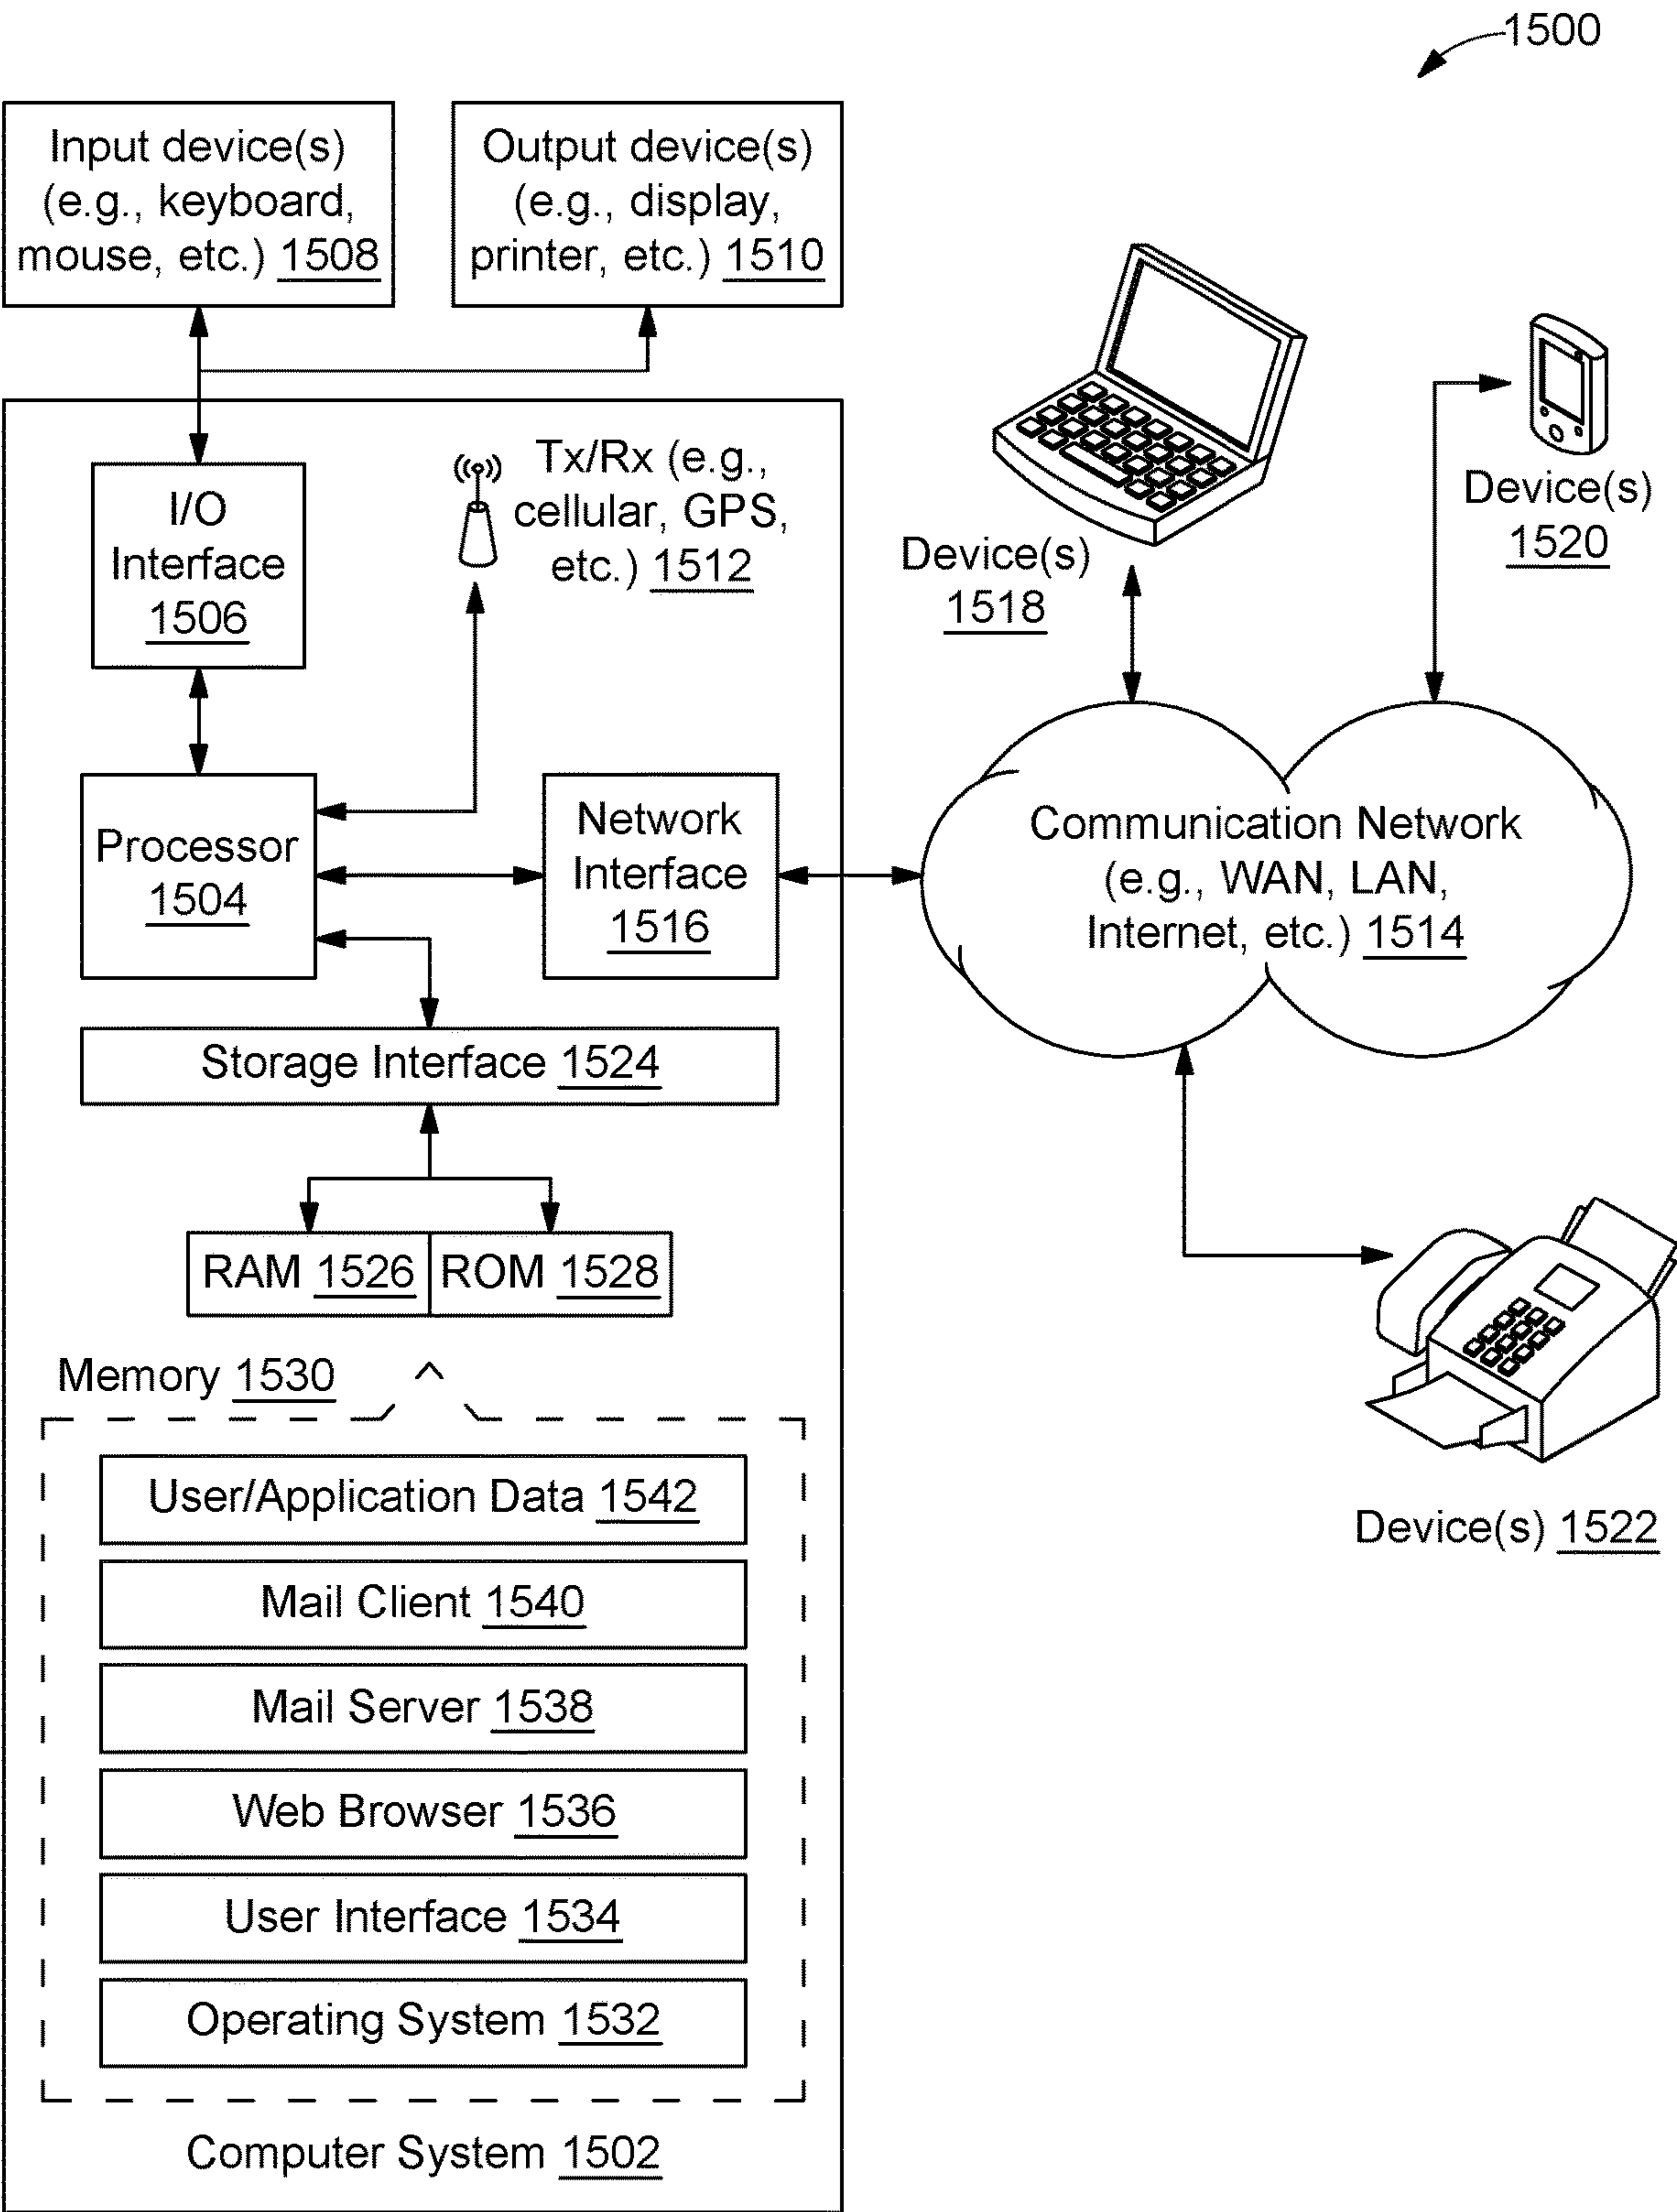 1500
Input device(s)
(e.g., keyboard,
mouse, etc.) 1508
Output device(s)
(e.g., display,
printer, etc.) 1510
I/O
Interface
1506
Tx/Rx (e.g.,
cellular, GPS,
etc.) 1512
Device(s)
1518
Device(s)
1520
Processor
1504
Network
Interface
1516
Communication Network
(e.g., WAN, LAN,
Internet, etc.) 1514
Storage Interface 1524
RAM 1526
ROM 1528
Memory 1530
User/Application Data 1542
Mail Client 1540
Mail Server 1538
Web Browser 1536
User Interface 1534
Operating System 1532
Computer System 1502
Device(s) 1522